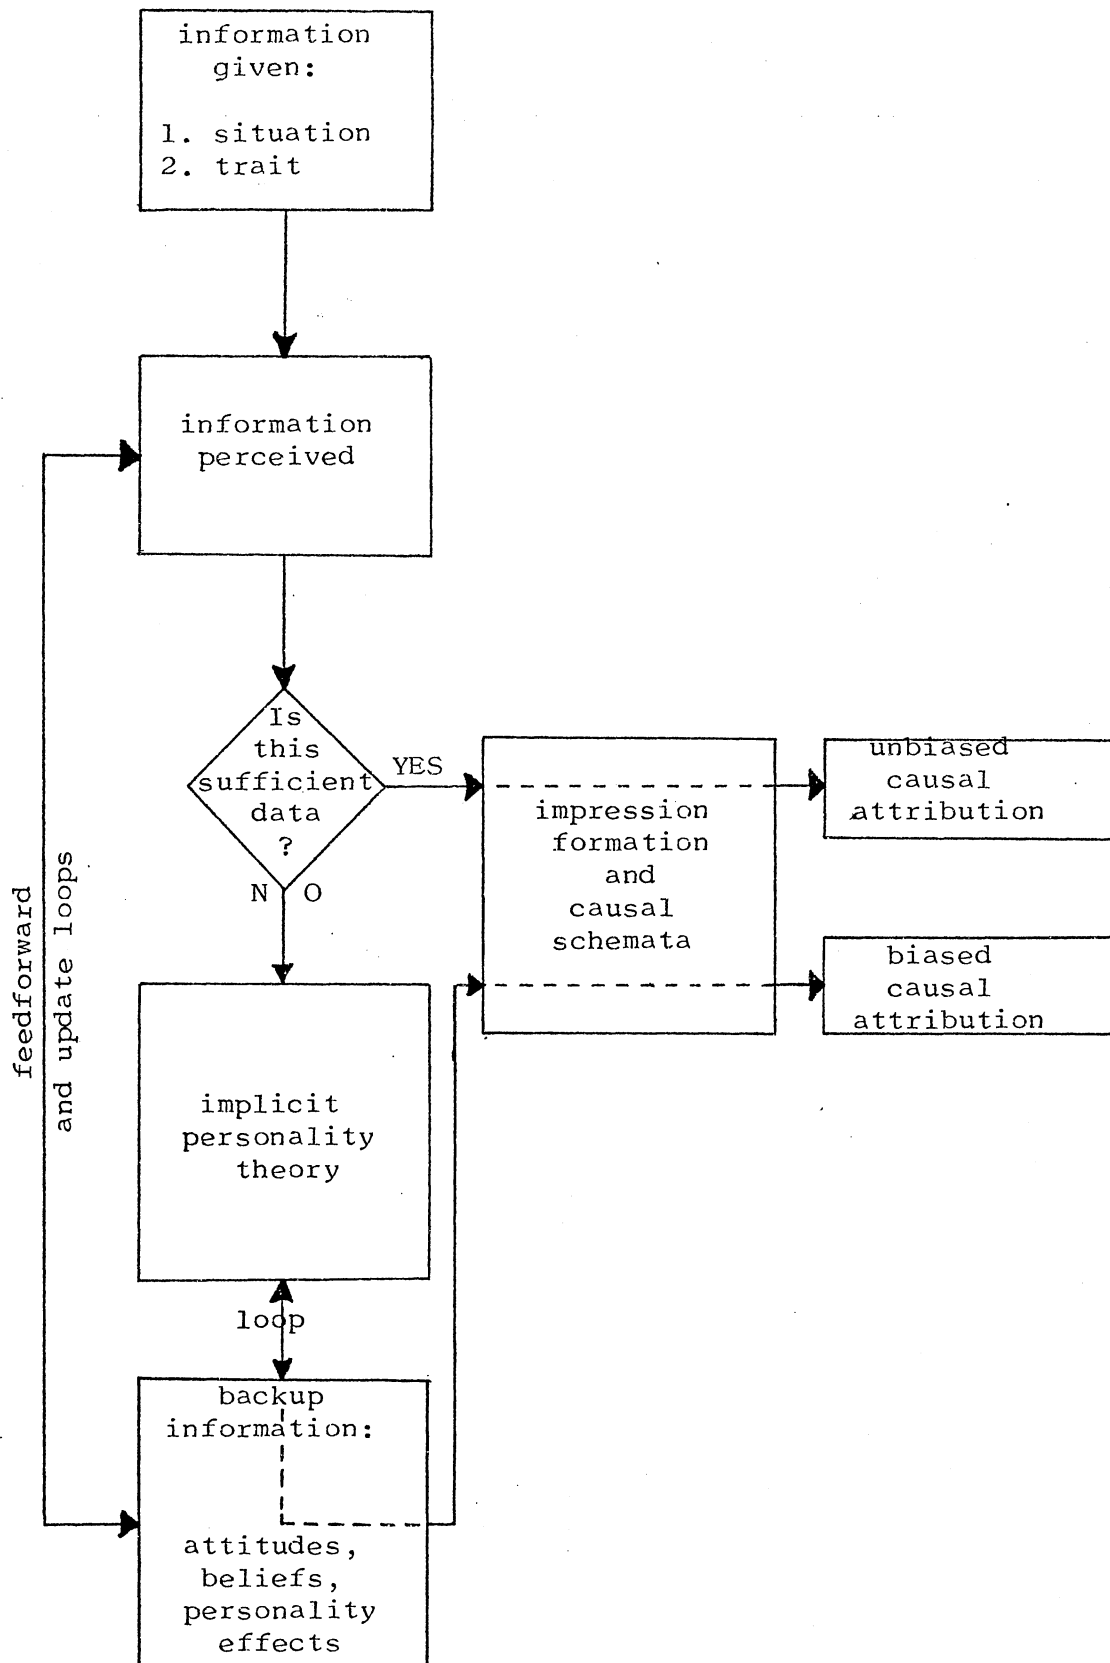 information
given:
1. situation
2. trait
information
perceived
Is
this
sufficient
data
?
YES
N O
impression
formation
and
causal
schemata
unbiased
causal
attribution
biased
causal
attribution
feedforward
and update loops
implicit
personality
theory
loop
backup
information:
attitudes,
beliefs,
personality
effects